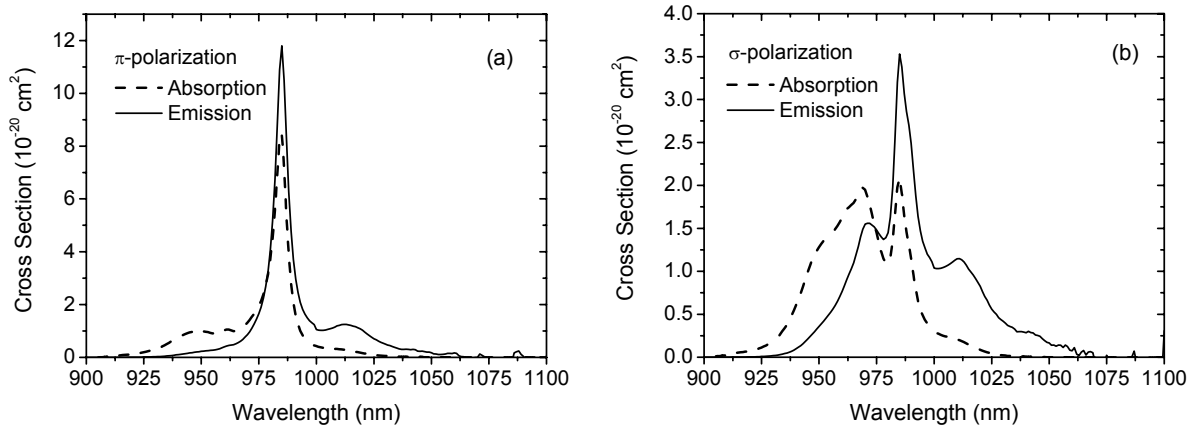 π-polarization
(a)
Absorption
Emission
12
10
8
6
4
2
0
900 925 950 975 1000 1025 1050 1075 1100
Wavelength (nm)
Cross Section (10⁻²⁰ cm²)
σ-polarization
(b)
Absorption
Emission
4.0
3.5
3.0
2.5
2.0
1.5
1.0
0.5
0.0
900 925 950 975 1000 1025 1050 1075 1100
Wavelength (nm)
Cross Section (10⁻²⁰ cm²)